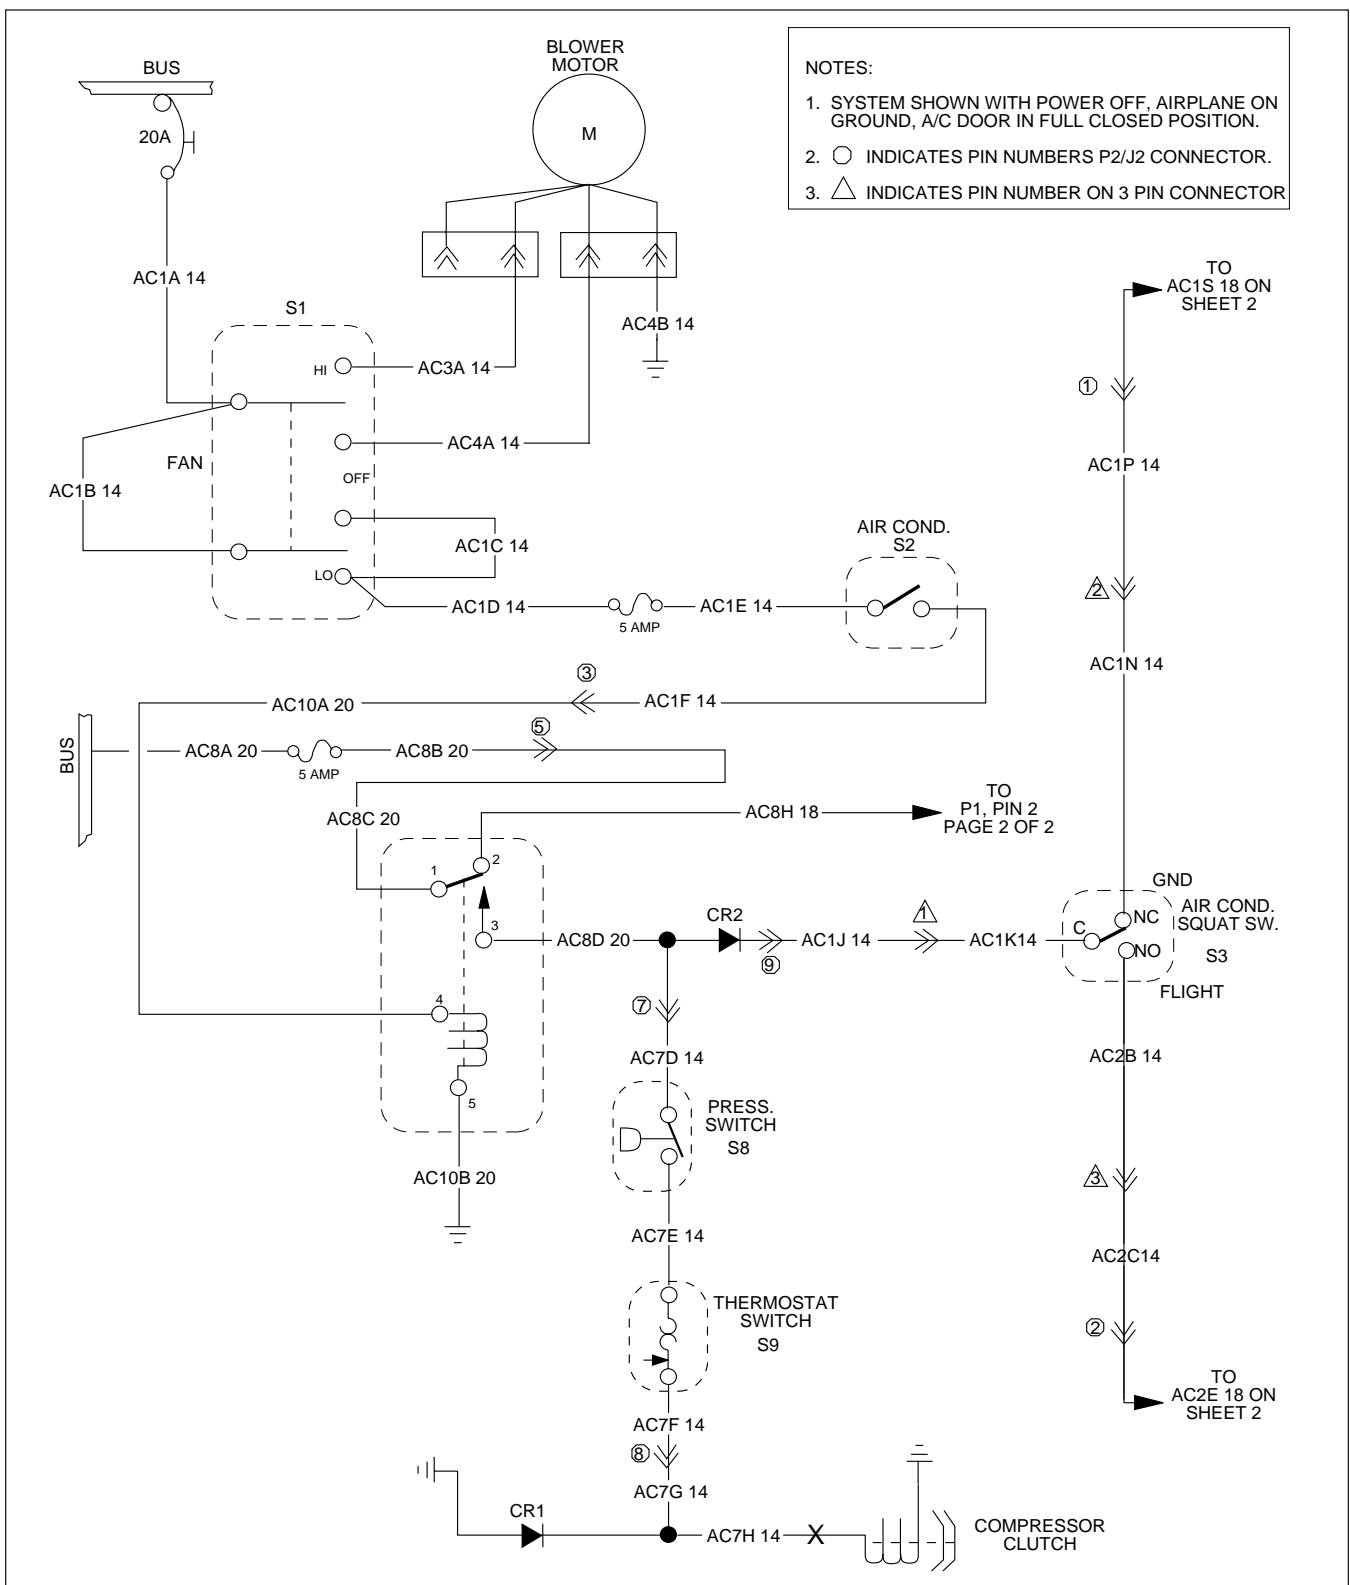 BLOWER
MOTOR
BUS
M
20A
NOTES:
1. SYSTEM SHOWN WITH POWER OFF, AIRPLANE ON
GROUND, A/C DOOR IN FULL CLOSED POSITION.
2. INDICATES PIN NUMBERS P2/J2 CONNECTOR.
3. INDICATES PIN NUMBER ON 3 PIN CONNECTOR
AC1A 14
S1
AC4B 14
TO
AC1S 18 ON
SHEET 2
HI
AC3A 14
1
AC4A 14
FAN
OFF
AC1P 14
AC1B 14
AC1C 14
AIR COND.
S2
LO
AC1D 14
5 AMP
AC1E 14
2
AC1N 14
3
AC10A 20
AC1F 14
BUS
AC8A 20
5 AMP
AC8B 20
5
AC8C 20
AC8H 18
TO
P1, PIN 2
PAGE 2 OF 2
1
2
3
GND
AIR COND.
SQUAT SW.
S3
NC
C
NO
FLIGHT
AC8D 20
CR2
9
AC1J 14
1
AC1K14
4
5
7
AC7D 14
AC2B 14
PRESS.
SWITCH
S8
AC10B 20
3
AC7E 14
AC2C14
THERMOSTAT
SWITCH
S9
2
TO
AC2E 18 ON
SHEET 2
AC7F 14
8
AC7G 14
CR1
AC7H 14
X
COMPRESSOR
CLUTCH